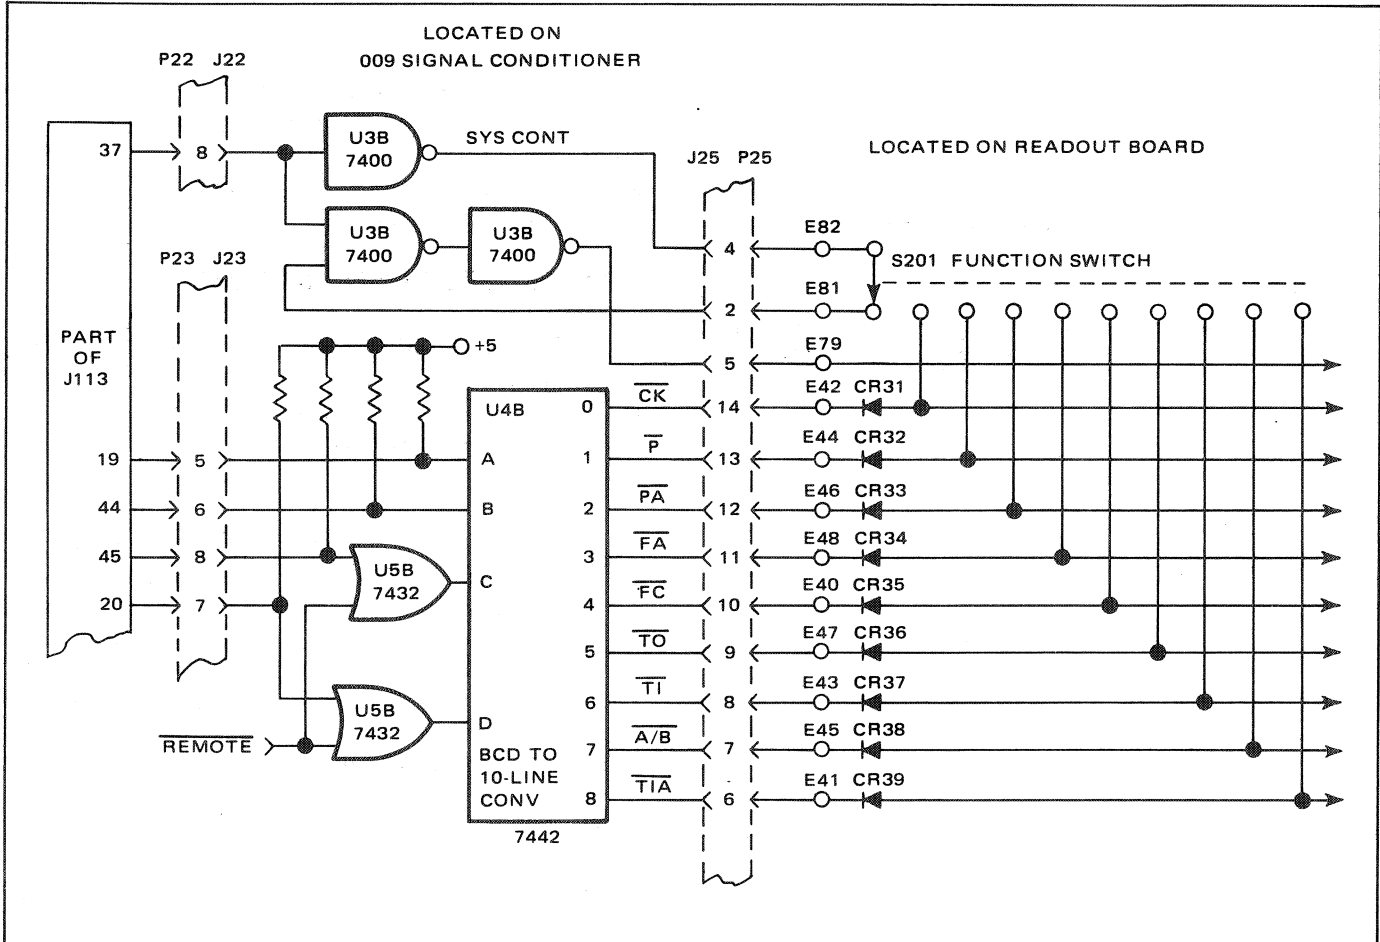 LOCATED ON
009 SIGNAL CONDITIONER
P22 J22
37
8
U3B
7400
SYS CONT
J25 P25
LOCATED ON READOUT BOARD
U3B
7400
U3B
7400
4
E82
P23 J23
S201 FUNCTION SWITCH
2
E81
PART
OF
J113
+5
5
E79
U4B
0
CK
14
E42 CR31
19
5
A
1
P
13
E44 CR32
44
6
B
2
PA
12
E46 CR33
45
8
U5B
7432
C
3
FA
11
E48 CR34
20
7
4
FC
10
E40 CR35
5
TO
9
E47 CR36
6
TI
8
E43 CR37
U5B
7432
D
REMOTE
7
A/B
7
E45 CR38
BCD TO
10-LINE
CONV
8
TIA
6
E41 CR39
7442